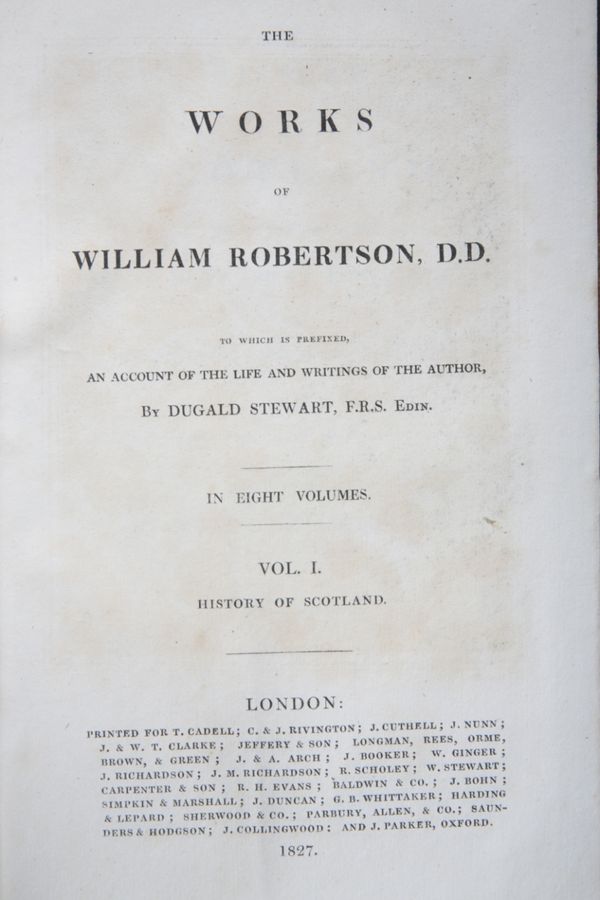 THE
WORKS
OF
WILLIAM ROBERTSON, D.D.
TO WHICH IS PREFIXED,
AN ACCOUNT OF THE LIFE AND WRITINGS OF THE AUTHOR,
By DUGALD STEWART, F.R.S. Edin.
IN EIGHT VOLUMES.
VOL. I.
HISTORY OF SCOTLAND.
LONDON:
PRINTED FOR T. CADELL; C. & J. RIVINGTON; J. CUTHELL; J. NUNN;
J. & W. T. CLARKE; JEFFERY & SON; LONGMAN, REES, ORME,
BROWN, & GREEN; J. & A. ARCH; J. BOOKER; W. GINGER;
J. RICHARDSON; J. M. RICHARDSON; R. SCHOLEY; W. STEWART;
CARPENTER & SON; R. H. EVANS; BALDWIN & CO.; J. BOHN;
SIMPKIN & MARSHALL; J. DUNCAN; G. B. WHITTAKER; HARDING
& LEPARD; SHERWOOD & CO.; PARBURY, ALLEN, & CO.; SAUN-
DERS & HODGSON; J. COLLINGWOOD: AND J. PARKER, OXFORD.
1827.